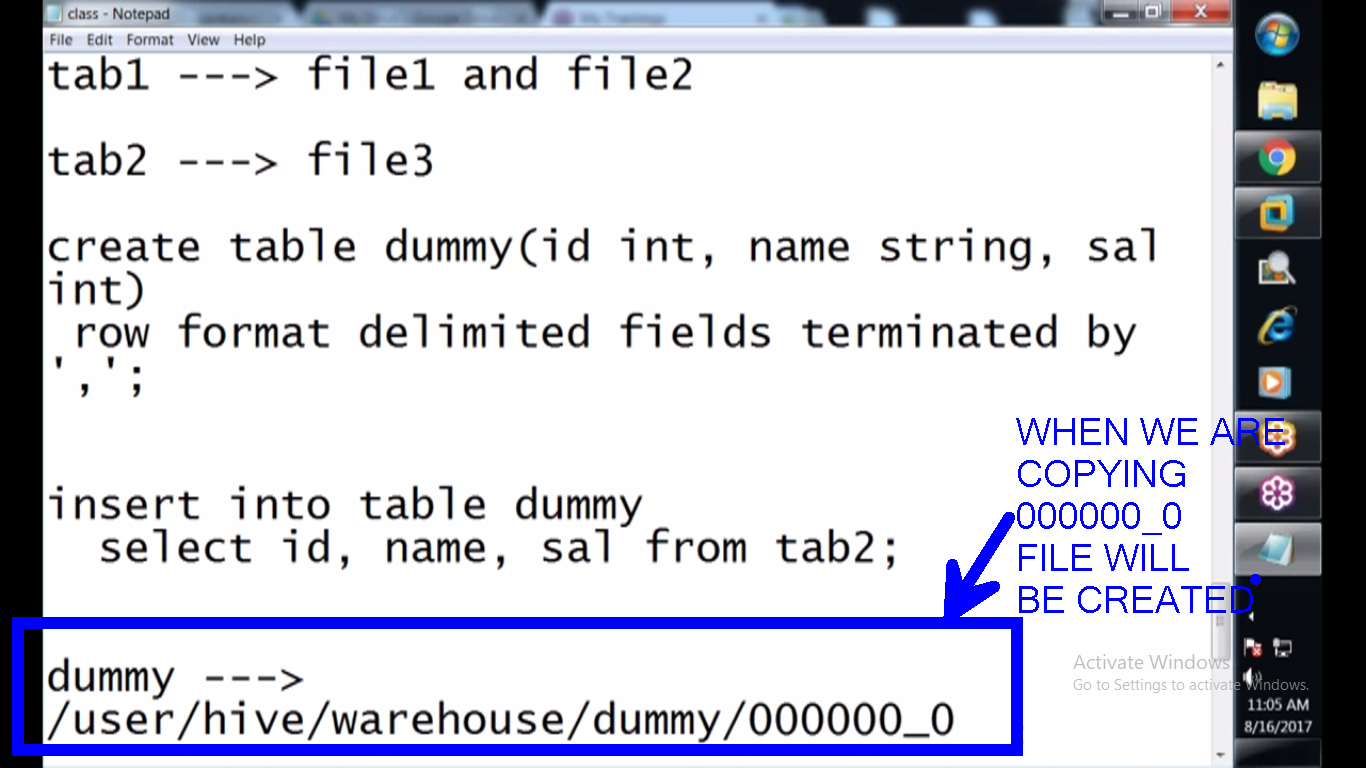 class - Notepad
File Edit Format View Help
tab1 ---> file1 and file2
tab2 ---> file3
create table dummy(id int, name string, sal
int)
row format delimited fields terminated by
',';
insert into table dummy
select id, name, sal from tab2;
dummy --->
/user/hive/warehouse/dummy/000000_0
WHEN WE ARE
COPYING
000000_0
FILE WILL
BE CREATED
Activate Windows
Go to Settings to activate Windows.
11:05 AM
8/16/2017